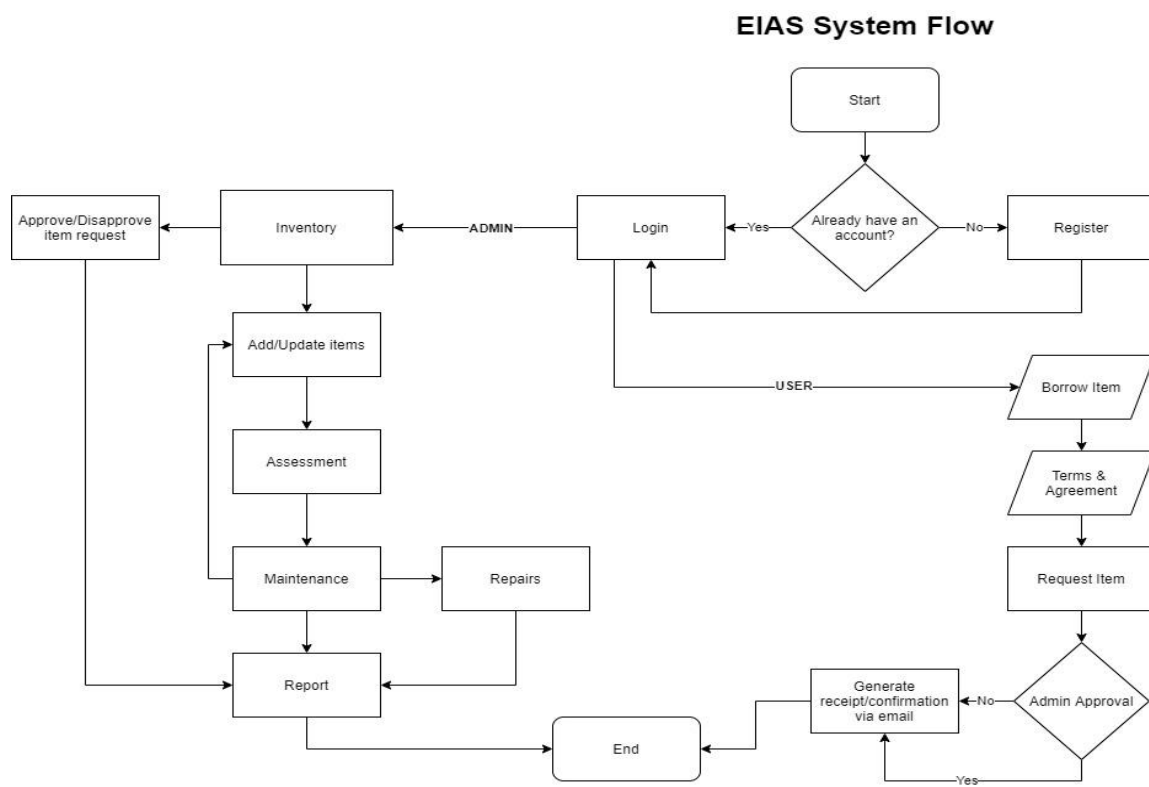 EIAS System Flow
Start
Already have an
account?
Yes
No
Login
Register
ADMIN
Inventory
Approve/Disapprove
item request
Add/Update items
USER
Borrow Item
Assessment
Terms &
Agreement
Maintenance
Repairs
Request Item
Report
Generate
receipt/confirmation
via email
No
Admin Approval
End
Yes